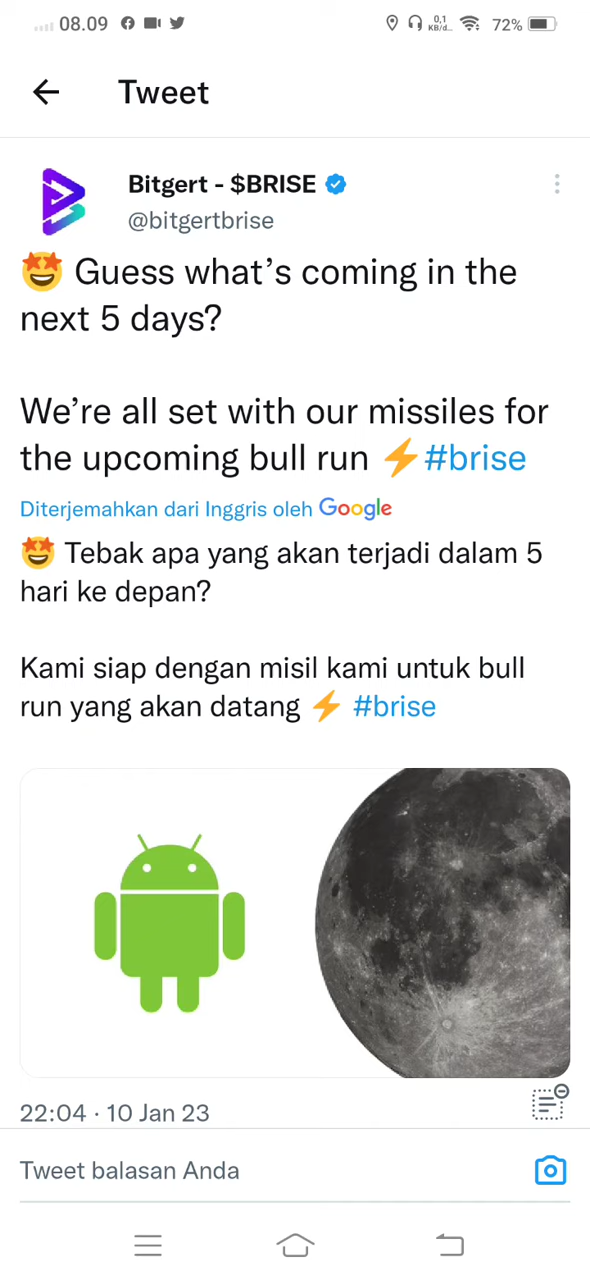 08.09
0,1
KB/d...
72%
Tweet
Bitgert - $BRISE
@bitgertbrise
🤩 Guess what’s coming in the
next 5 days?
We’re all set with our missiles for
the upcoming bull run ⚡#brise
Diterjemahkan dari Inggris oleh Google
🤩 Tebak apa yang akan terjadi dalam 5
hari ke depan?
Kami siap dengan misil kami untuk bull
run yang akan datang ⚡ #brise
22:04 · 10 Jan 23
Tweet balasan Anda